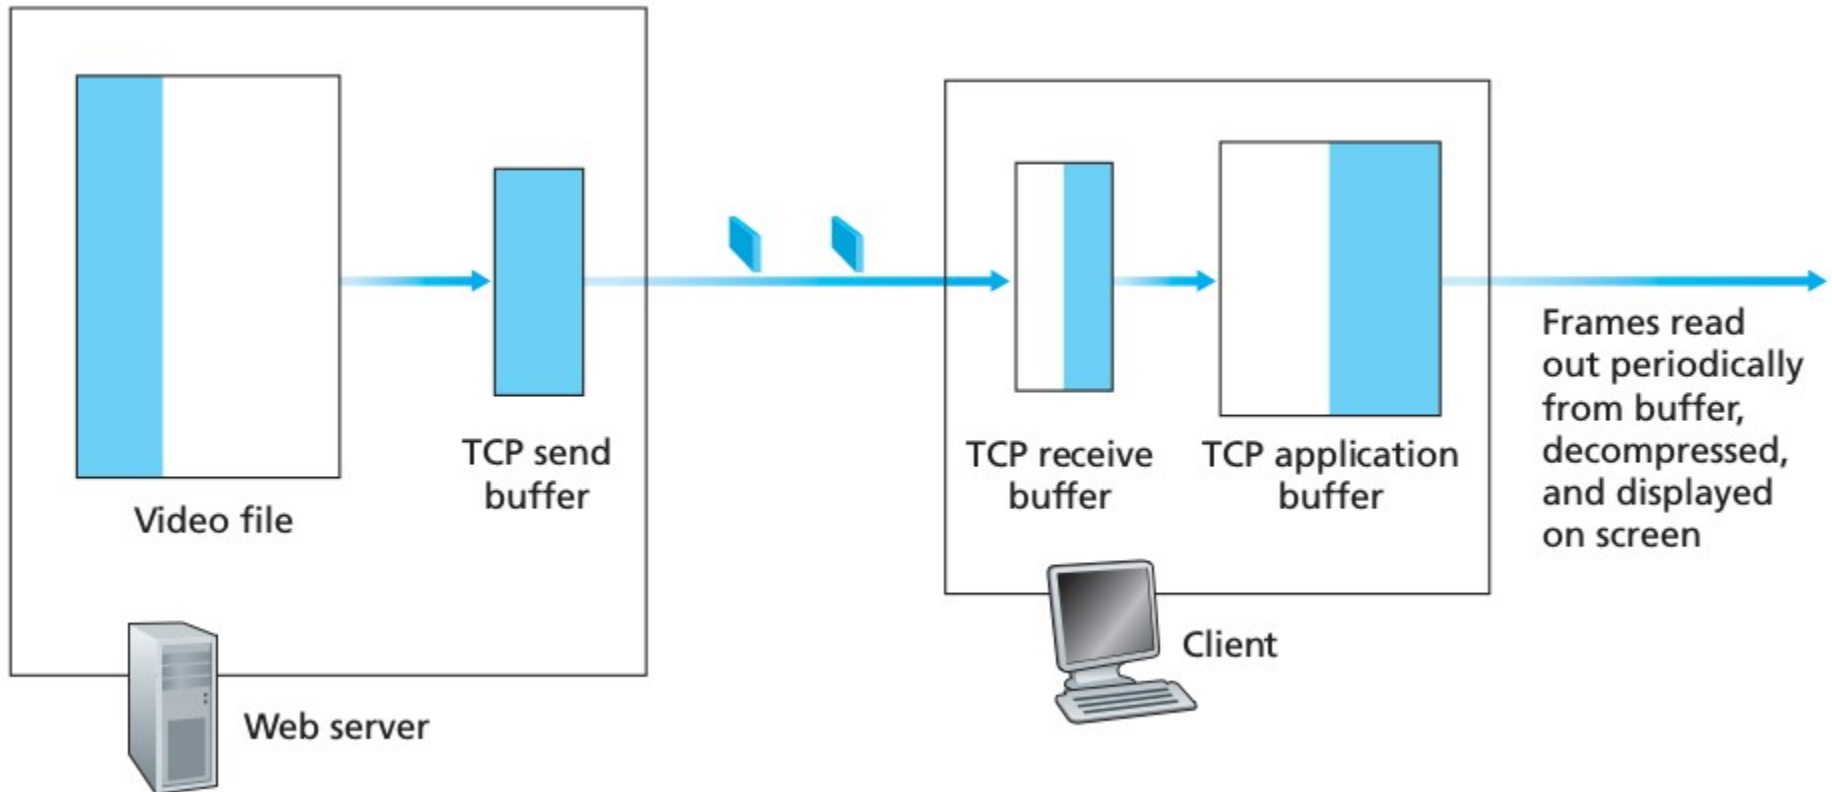 Video file
TCP send
buffer
TCP receive
buffer
TCP application
buffer
Frames read
out periodically
from buffer,
decompressed,
and displayed
on screen
Client
Web server